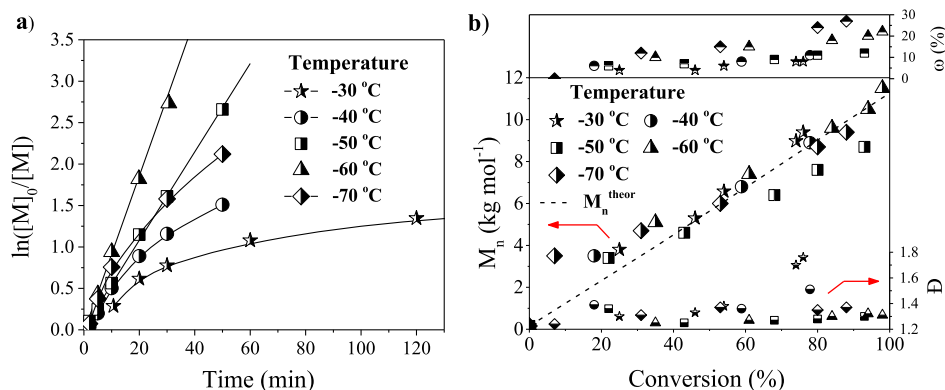 a)
3.5
3.0
2.5
2.0
1.5
1.0
0.5
0.0
ln([M]₀/[M])
0 20 40 60 80 100 120
Time (min)
Temperature
-30 °C
-40 °C
-50 °C
-60 °C
-70 °C
b)
30
20
10
0
ω (%)
12
10
8
6
4
2
0
Mₙ (kg mol⁻¹)
Temperature
-30 °C -40 °C
-50 °C -60 °C
-70 °C
Mₙᵗʰᵉᵒʳ
1.8
1.6
1.4
1.3
1.2
Đ
0 20 40 60 80 100
Conversion (%)